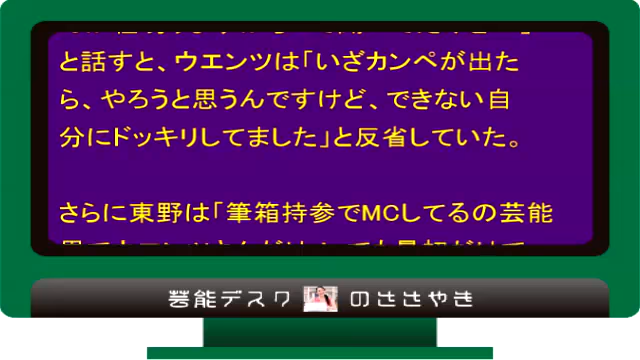 と話すと、ウエンツは「いざカンペが出た
ら、やろうと思うんですけど、できない自
分にドッキリしてました」と反省していた。
さらに東野は「筆箱持参でMCしてるの芸能
芸能デスク のささやき